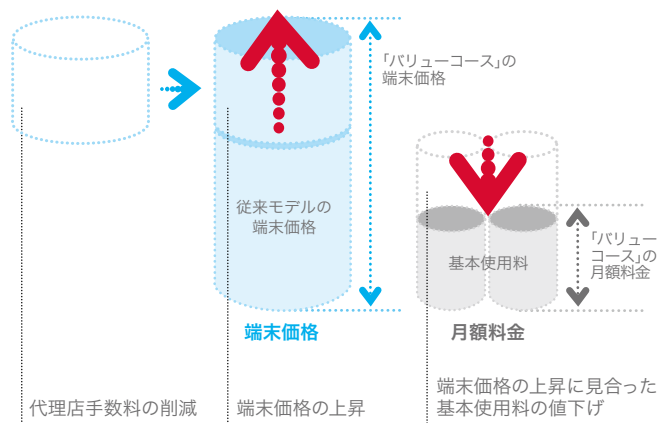 「バリューコース」の
端末価格
従来モデルの
端末価格
基本使用料
「バリュー
コース」の
月額料金
端末価格
月額料金
代理店手数料の削減
端末価格の上昇
端末価格の上昇に見合った
基本使用料の値下げ